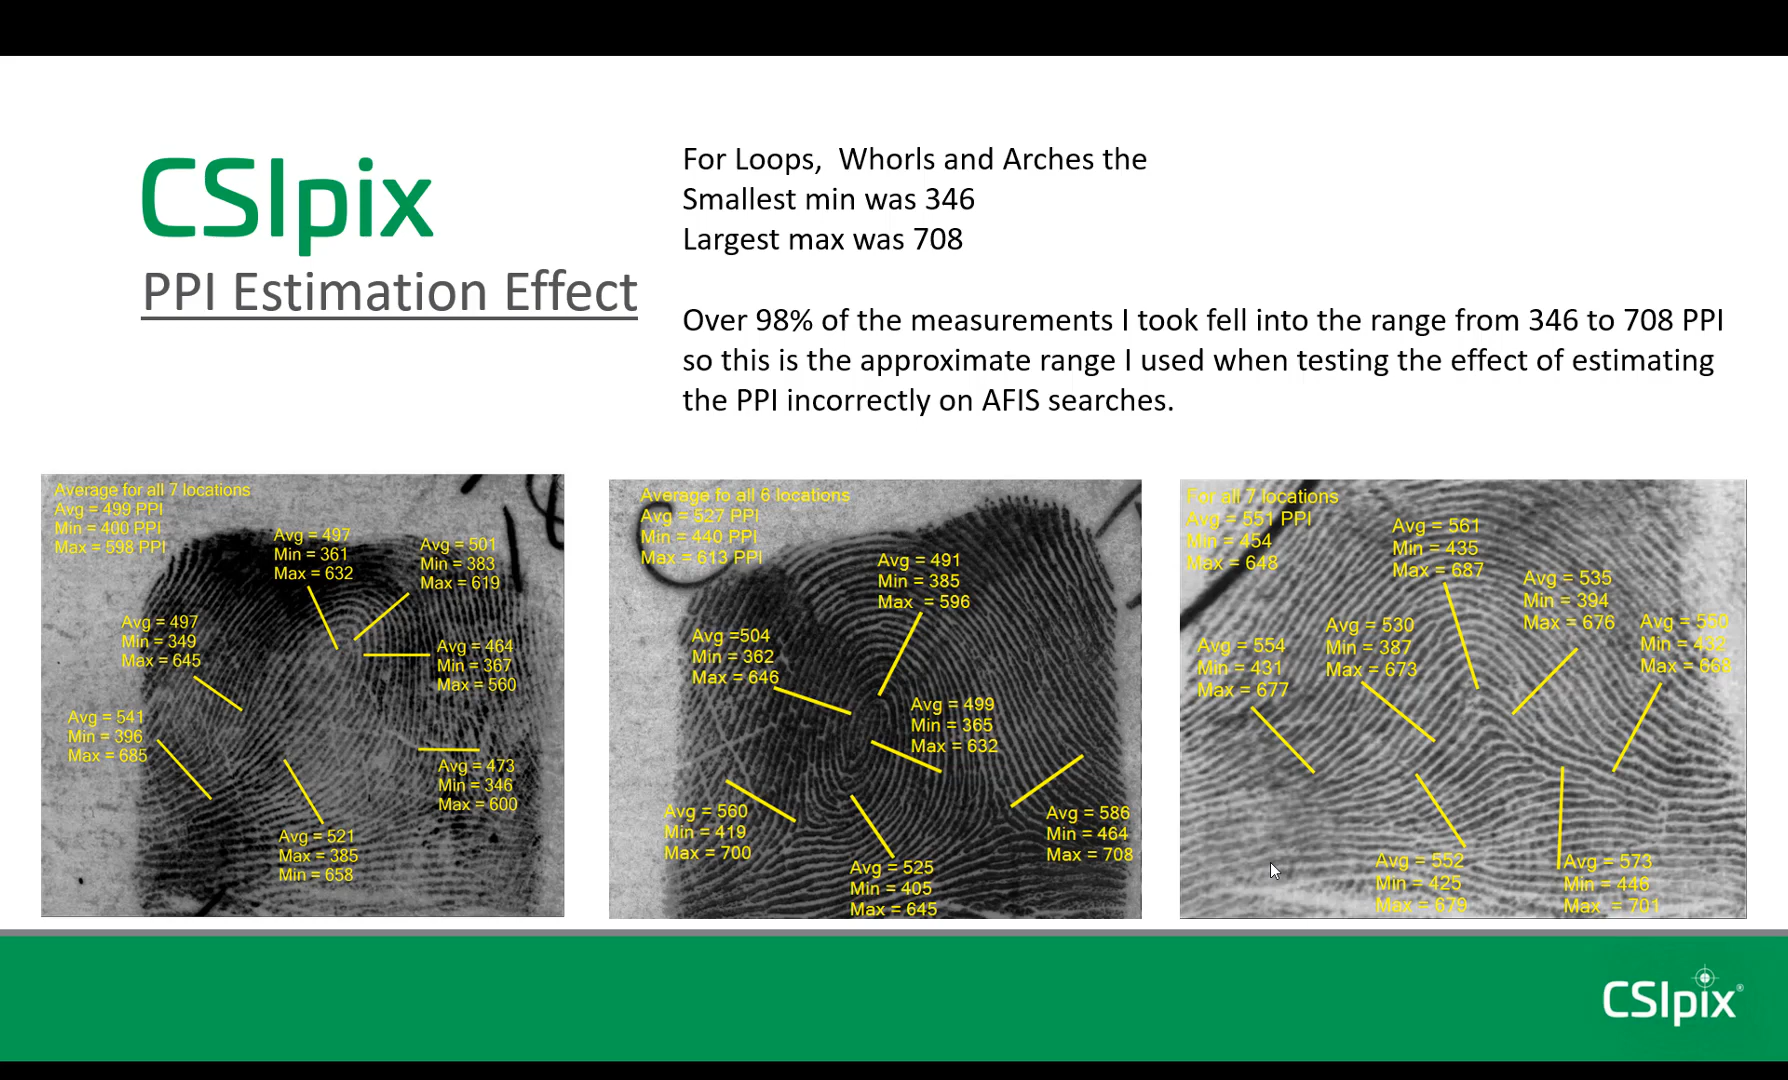 CSIpix
PPI Estimation Effect
For Loops,  Whorls and Arches the
Smallest min was 346
Largest max was 708
Over 98% of the measurements I took fell into the range from 346 to 708 PPI
so this is the approximate range I used when testing the effect of estimating
the PPI incorrectly on AFIS searches.
Average for all 7 locations
Avg = 499 PPI
Min = 400 PPI
Max = 598 PPI
Avg = 497
Min = 361
Max = 632
Avg = 501
Min = 383
Max = 619
Avg = 497
Min = 349
Max = 645
Avg = 464
Min = 367
Max = 560
Avg = 541
Min = 396
Max = 685
Avg = 473
Min = 346
Max = 600
Avg = 521
Max = 385
Min = 658
Average fo all 6 locations
Avg = 527 PPI
Min = 440 PPI
Max = 613 PPI
Avg = 491
Min = 385
Max  = 596
Avg =504
Min = 362
Max = 646
Avg = 499
Min = 365
Max = 632
Avg = 560
Min = 419
Max = 700
Avg = 586
Min = 464
Max = 708
Avg = 525
Min = 405
Max = 645
For all 7 locations
Avg = 551 PPI
Min = 454
Max = 648
Avg = 561
Min = 435
Max = 687
Avg = 535
Min = 394
Max = 676
Avg = 530
Min = 387
Max = 673
Avg = 550
Min = 432
Max = 668
Avg = 554
Min = 431
Max = 677
Avg = 552
Min = 425
Max = 679
Avg = 573
Min = 446
Max  = 701
CSIpix®